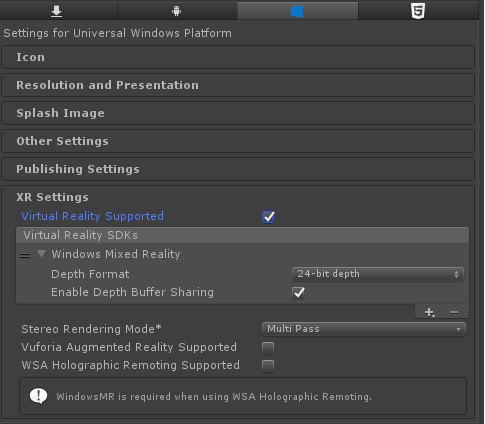 Settings for Universal Windows Platform
Icon
Resolution and Presentation
Splash Image
Other Settings
Publishing Settings
XR Settings
Virtual Reality Supported
Virtual Reality SDKs
Windows Mixed Reality
Depth Format 24-bit depth
Enable Depth Buffer Sharing
Stereo Rendering Mode* Multi Pass
Vuforia Augmented Reality Supported
WSA Holographic Remoting Supported
WindowsMR is required when using WSA Holographic Remoting.